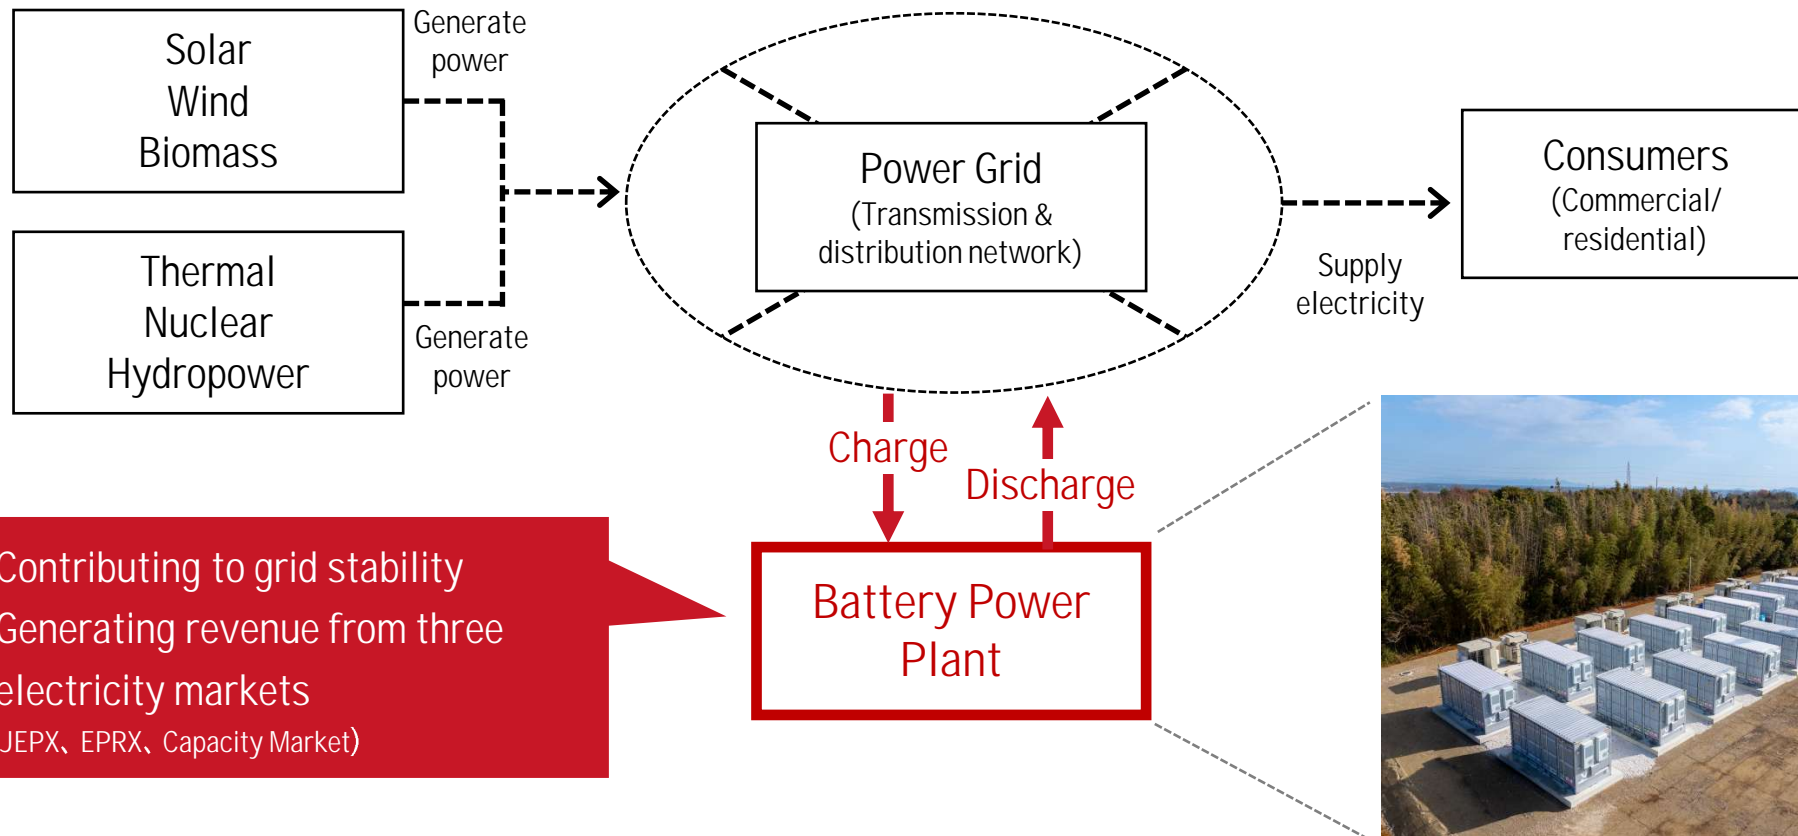 Solar
Wind
Biomass
Generate
power
Thermal
Nuclear
Hydropower
Generate
power
Power Grid
(Transmission &
distribution network)
Supply
electricity
Consumers
(Commercial/
residential)
Charge
Discharge
Contributing to grid stability
Generating revenue from three
electricity markets
JEPX、EPRX、Capacity Market)
Battery Power
Plant